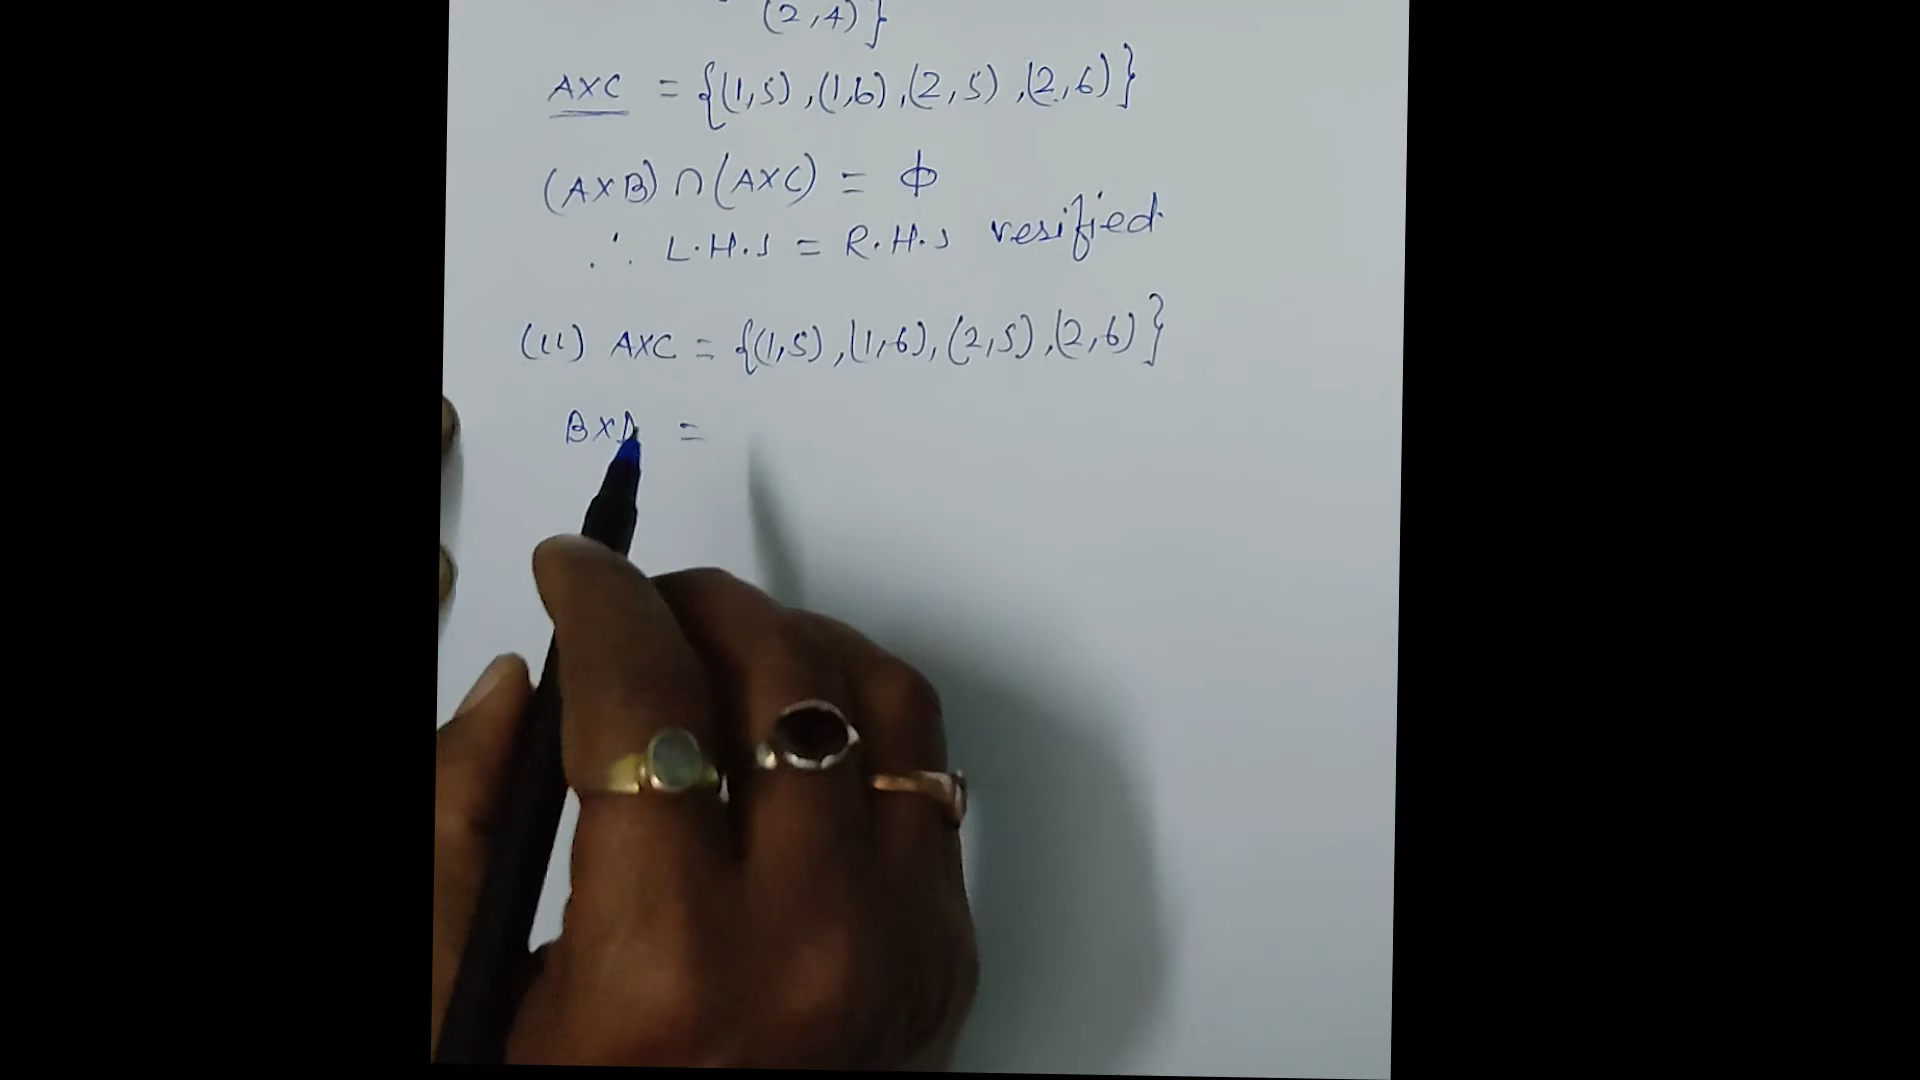 (2,4)}
AXC = {(1,5),(1,6),(2,5),(2,6)}
(AXB)∩(AXC) = ϕ
∴ L.H.S = R.H.S verified.
(ii) AXC = {(1,5),(1,6),(2,5),(2,6)}
BXD =